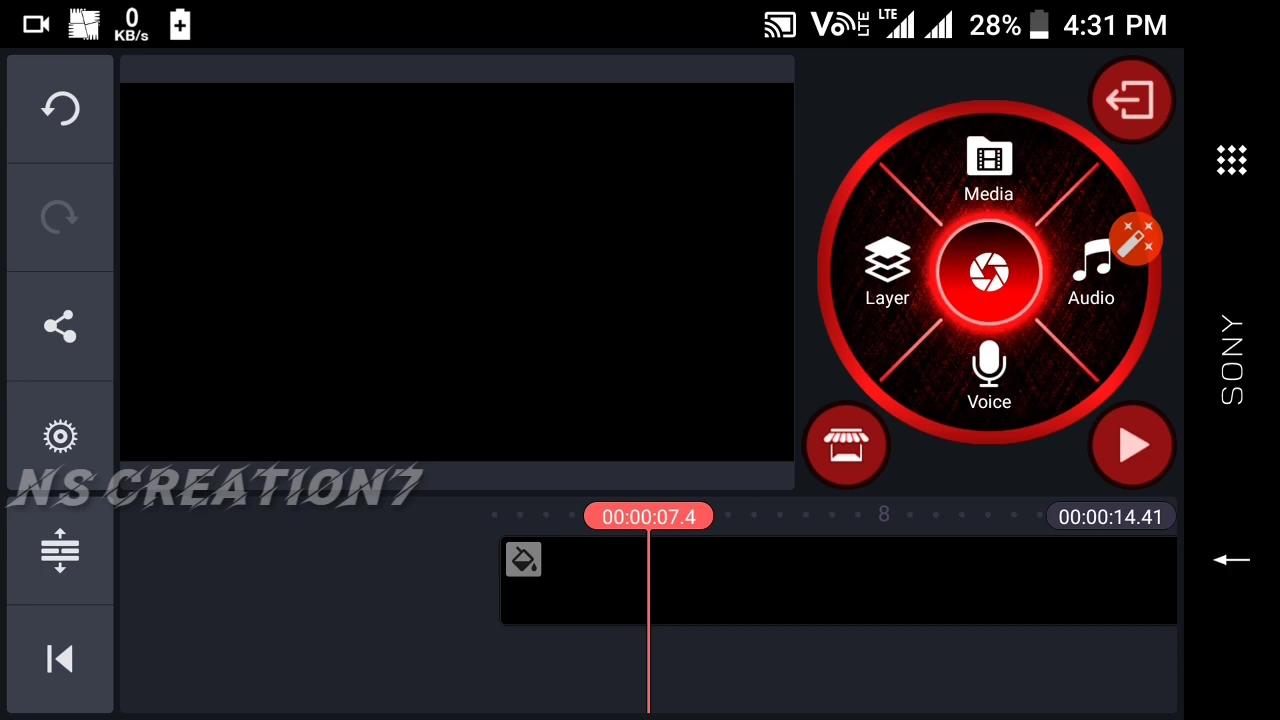 0
KB/s
VoLTE
LTE
28%
4:31 PM
Media
Layer
Audio
Voice
SONY
NS CREATION7
00:00:07.4
8
00:00:14.41